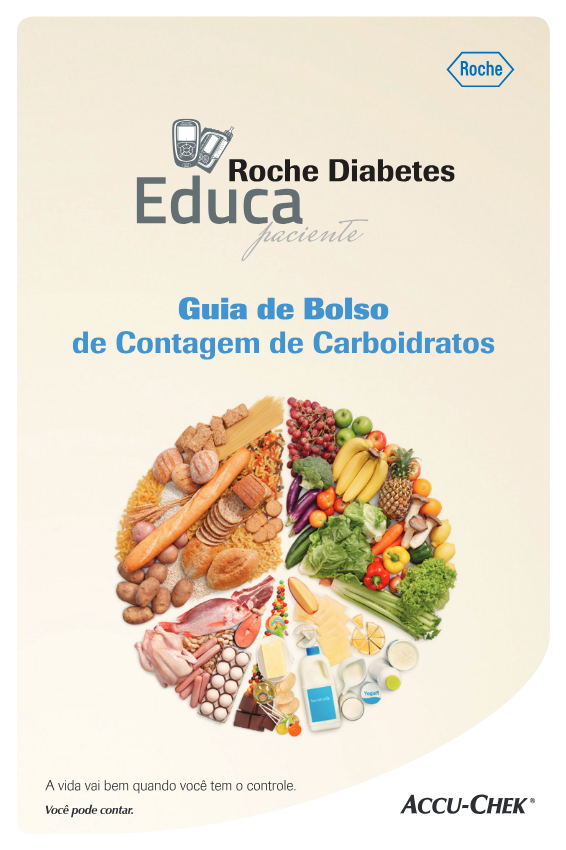 Roche
Roche Diabetes
Educa
paciente
Guia de Bolso
de Contagem de Carboidratos
Yogurt
A vida vai bem quando você tem o controle.
Você pode contar.
ACCU-CHEK®